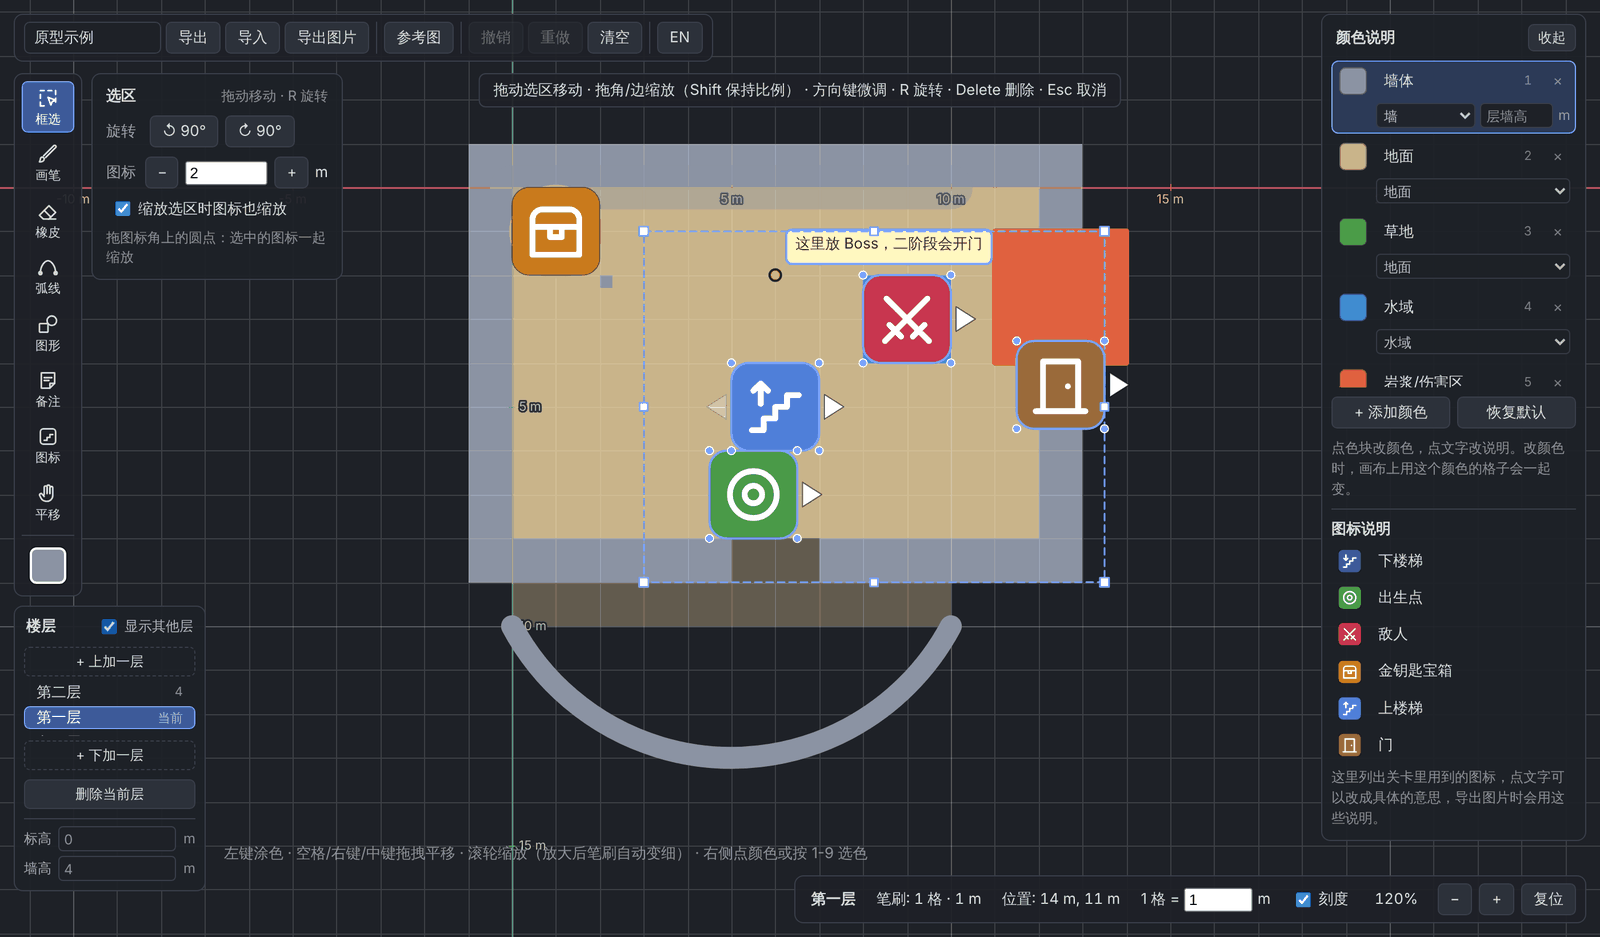 原型示例
导出
导入
导出图片
参考图
撤销
重做
清空
EN
框选
画笔
橡皮
弧线
图形
备注
图标
平移
选区
拖动移动 · R 旋转
旋转
90°
90°
图标
−
2
+
m
缩放选区时图标也缩放
拖图标角上的圆点：选中的图标一起
缩放
拖动选区移动 · 拖角/边缩放（Shift 保持比例） · 方向键微调 · R 旋转 · Delete 删除 · Esc 取消
5 m
10 m
15 m
这里放 Boss，二阶段会开门
5 m
0 m
15 m
楼层
显示其他层
+ 上加一层
第二层
4
第一层
当前
+ 下加一层
删除当前层
标高
0
m
墙高
4
m
左键涂色 · 空格/右键/中键拖拽平移 · 滚轮缩放（放大后笔刷自动变细） · 右侧点颜色或按 1-9 选色
第一层
笔刷: 1 格 · 1 m
位置: 14 m, 11 m
1 格 =
1
m
刻度
120%
−
+
复位
颜色说明
收起
墙体
1
×
墙
层墙高
m
地面
2
×
地面
草地
3
×
地面
水域
4
×
水域
岩浆/伤害区
5
×
+ 添加颜色
恢复默认
点色块改颜色，点文字改说明。改颜色
时，画布上用这个颜色的格子会一起
变。
图标说明
下楼梯
出生点
敌人
金钥匙宝箱
上楼梯
门
这里列出关卡里用到的图标，点文字可
以改成具体的意思，导出图片时会用这
些说明。